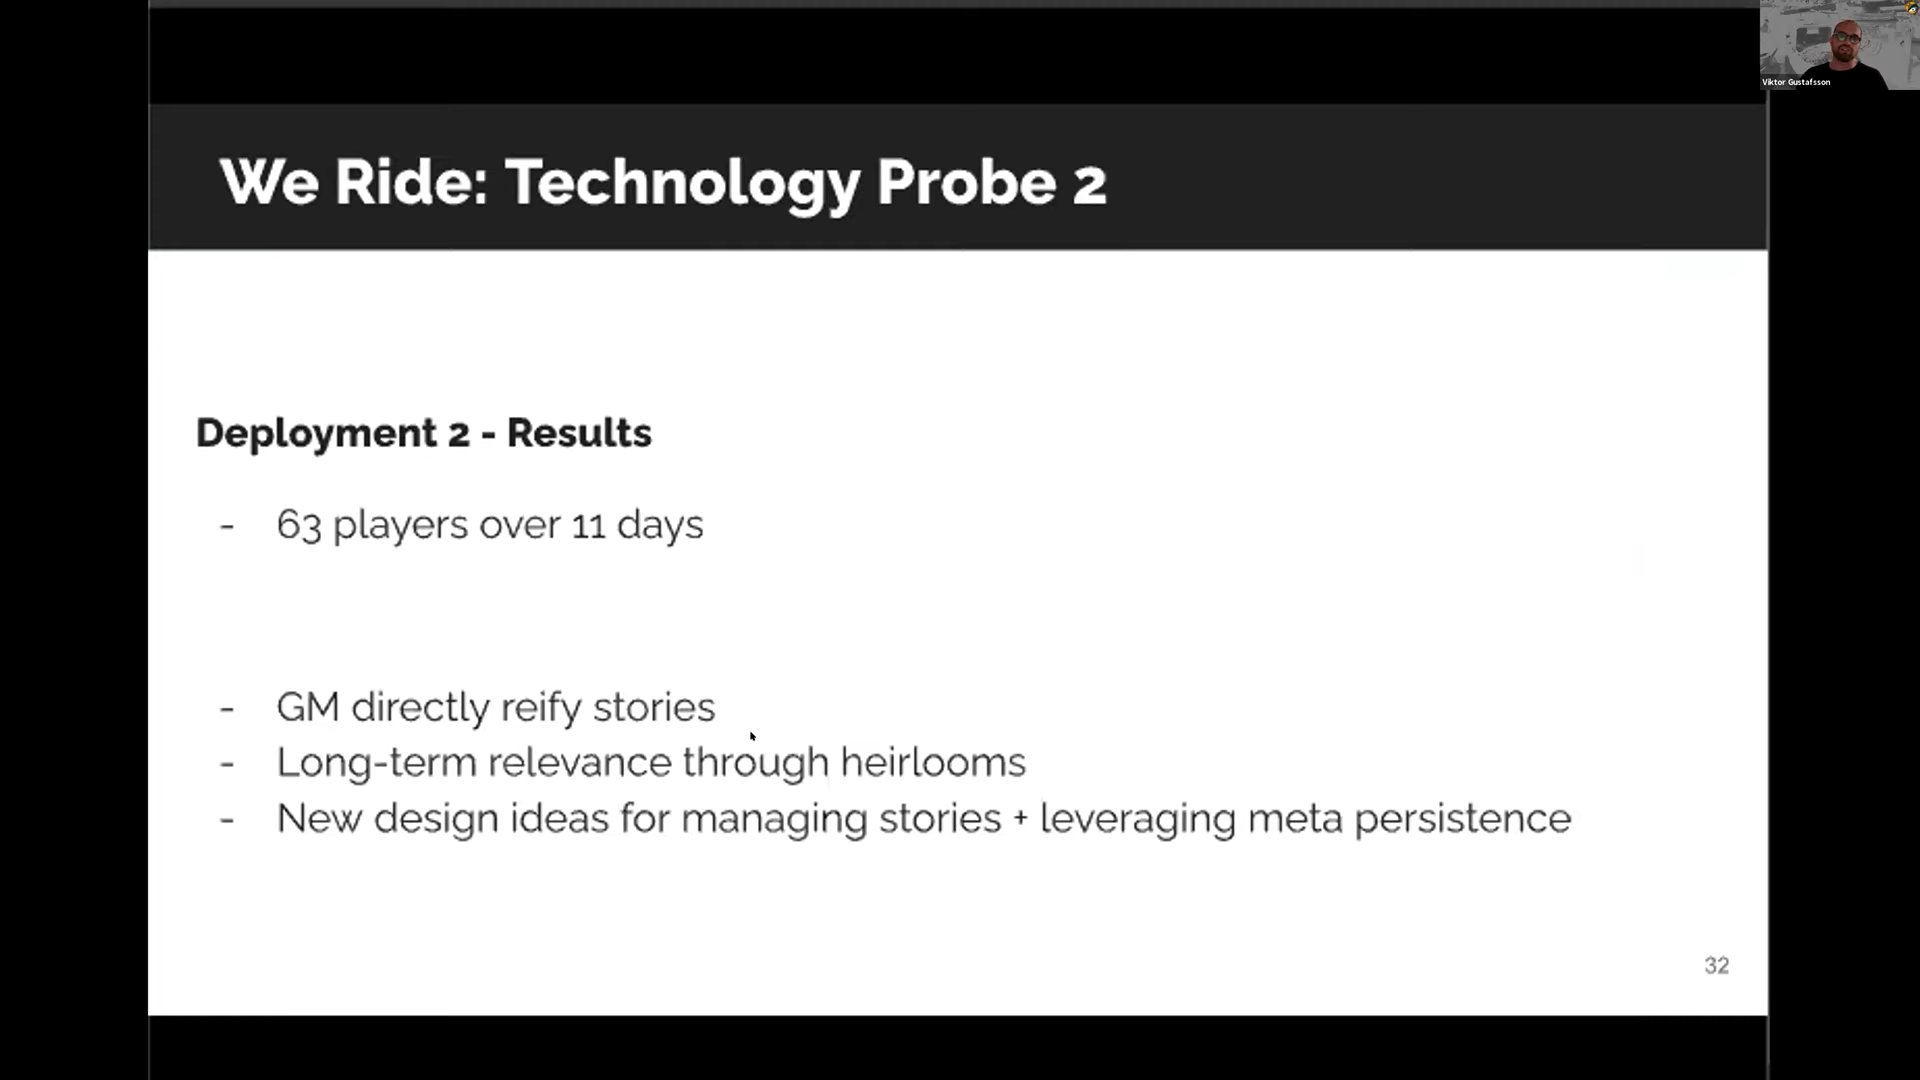 Viktor Gustafsson
We Ride: Technology Probe 2
Deployment 2 - Results
- 63 players over 11 days
- GM directly reify stories
- Long-term relevance through heirlooms
- New design ideas for managing stories + leveraging meta persistence
32